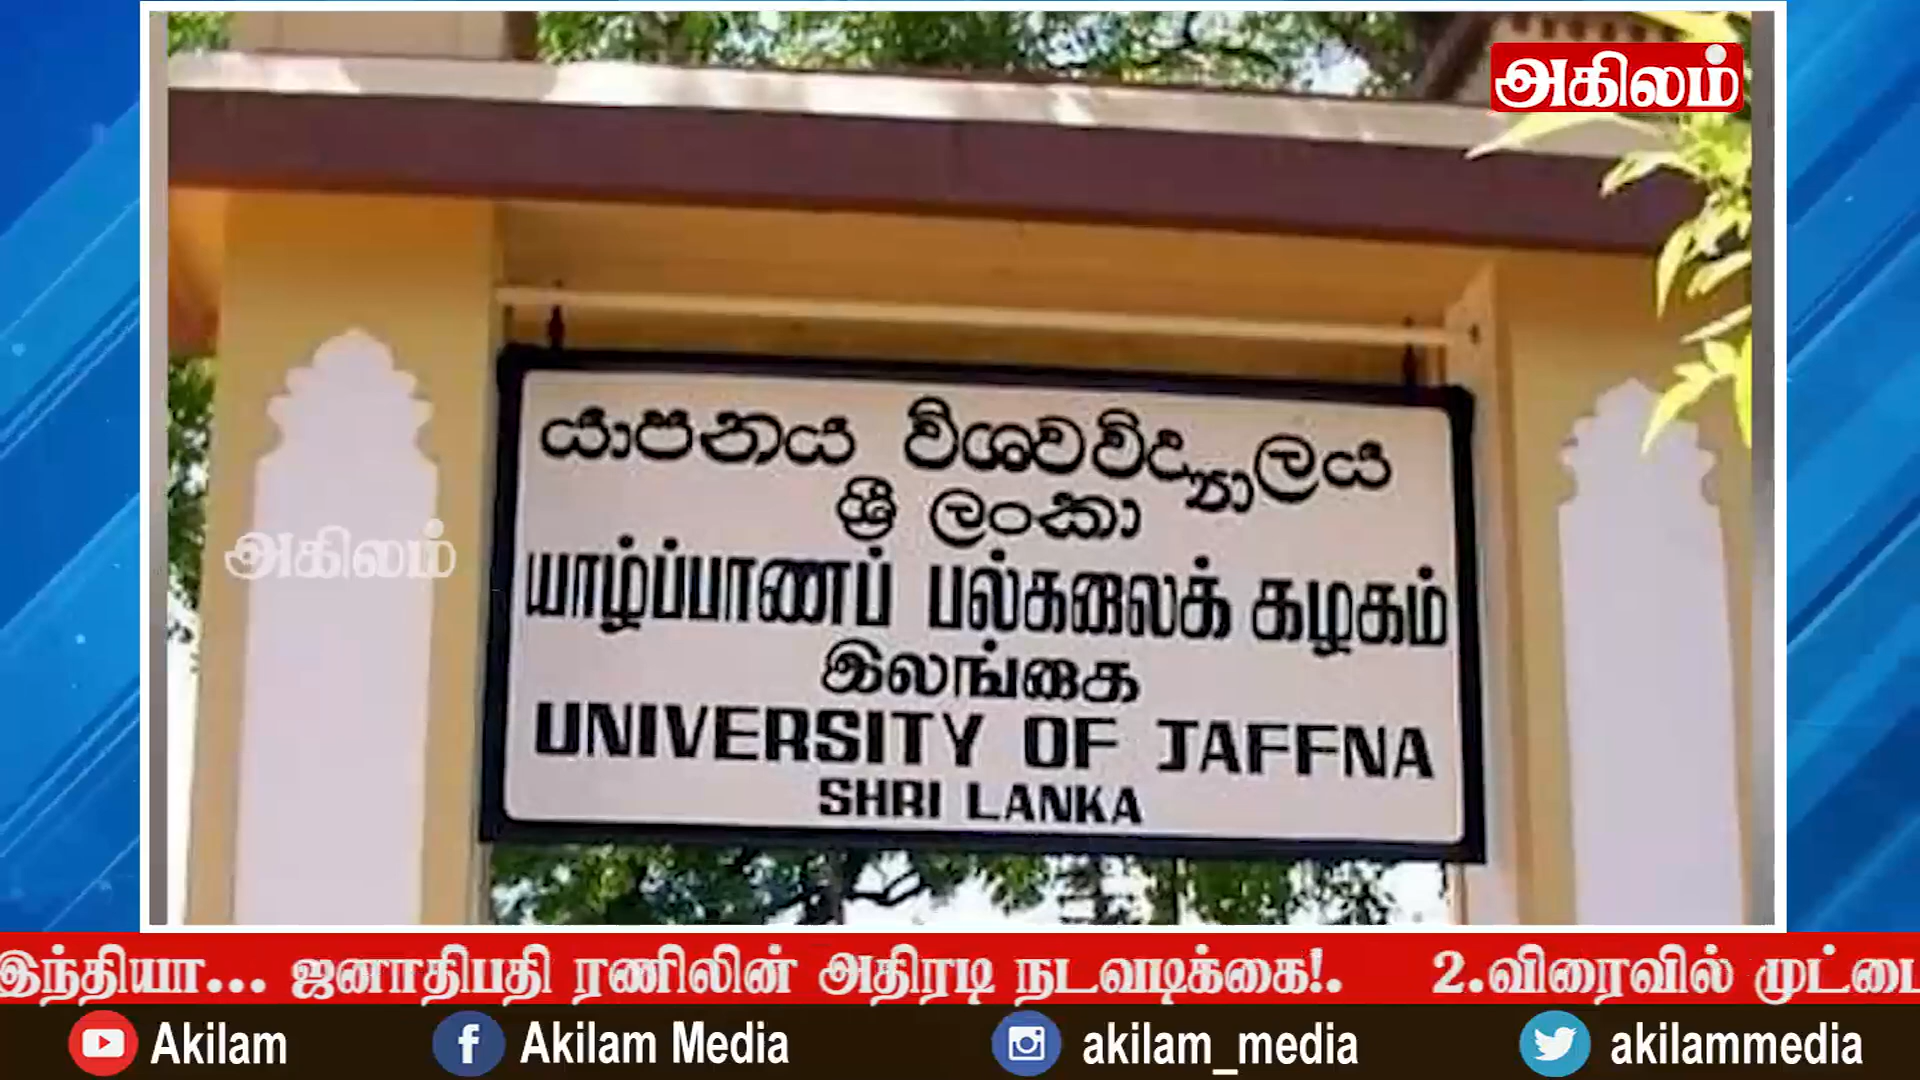 அகிலம்
යාපනය විශ්වවිද්‍යාලය
ශ්‍රී ලංකා
யாழ்ப்பாணப் பல்கலைக் கழகம்
இலங்கை
UNIVERSITY OF JAFFNA
SHRI LANKA
அகிலம்
இந்தியா... ஜனாதிபதி ரணிலின் அதிரடி நடவடிக்கை!. 2.விரைவில் முட்டை
Akilam Akilam Media akilam_media akilammedia